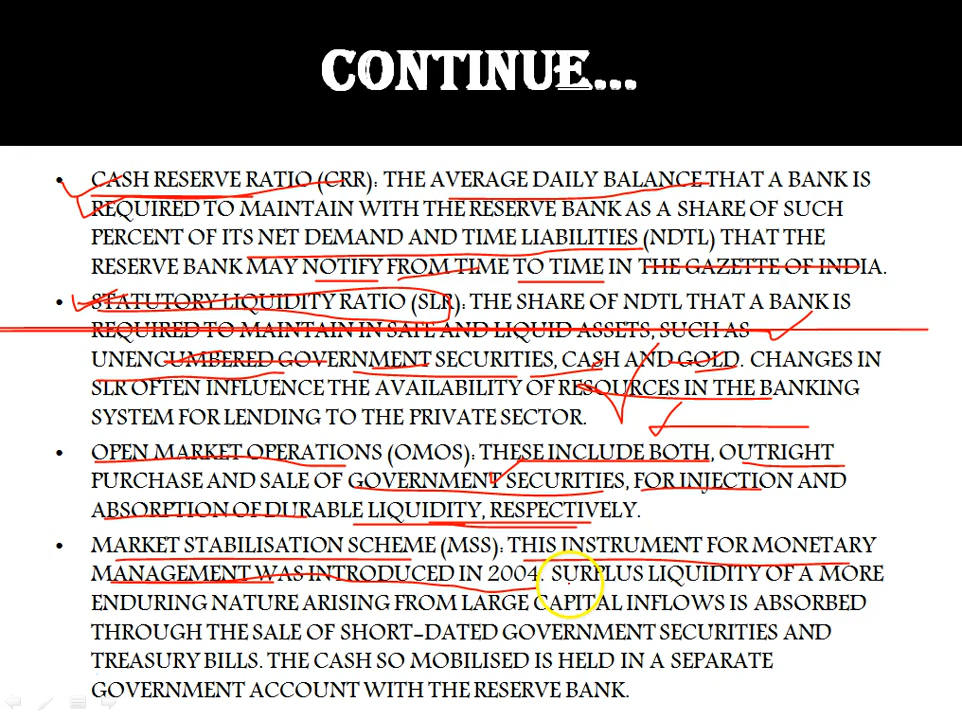 CONTINUE...
• CASH RESERVE RATIO (CRR): THE AVERAGE DAILY BALANCE THAT A BANK IS
REQUIRED TO MAINTAIN WITH THE RESERVE BANK AS A SHARE OF SUCH
PERCENT OF ITS NET DEMAND AND TIME LIABILITIES (NDTL) THAT THE
RESERVE BANK MAY NOTIFY FROM TIME TO TIME IN THE GAZETTE OF INDIA.
• STATUTORY LIQUIDITY RATIO (SLR): THE SHARE OF NDTL THAT A BANK IS
REQUIRED TO MAINTAIN IN SAFE AND LIQUID ASSETS, SUCH AS
UNENCUMBERED GOVERNMENT SECURITIES, CASH AND GOLD. CHANGES IN
SLR OFTEN INFLUENCE THE AVAILABILITY OF RESOURCES IN THE BANKING
SYSTEM FOR LENDING TO THE PRIVATE SECTOR.
• OPEN MARKET OPERATIONS (OMOS): THESE INCLUDE BOTH, OUTRIGHT
PURCHASE AND SALE OF GOVERNMENT SECURITIES, FOR INJECTION AND
ABSORPTION OF DURABLE LIQUIDITY, RESPECTIVELY.
• MARKET STABILISATION SCHEME (MSS): THIS INSTRUMENT FOR MONETARY
MANAGEMENT WAS INTRODUCED IN 2004. SURPLUS LIQUIDITY OF A MORE
ENDURING NATURE ARISING FROM LARGE CAPITAL INFLOWS IS ABSORBED
THROUGH THE SALE OF SHORT-DATED GOVERNMENT SECURITIES AND
TREASURY BILLS. THE CASH SO MOBILISED IS HELD IN A SEPARATE
GOVERNMENT ACCOUNT WITH THE RESERVE BANK.